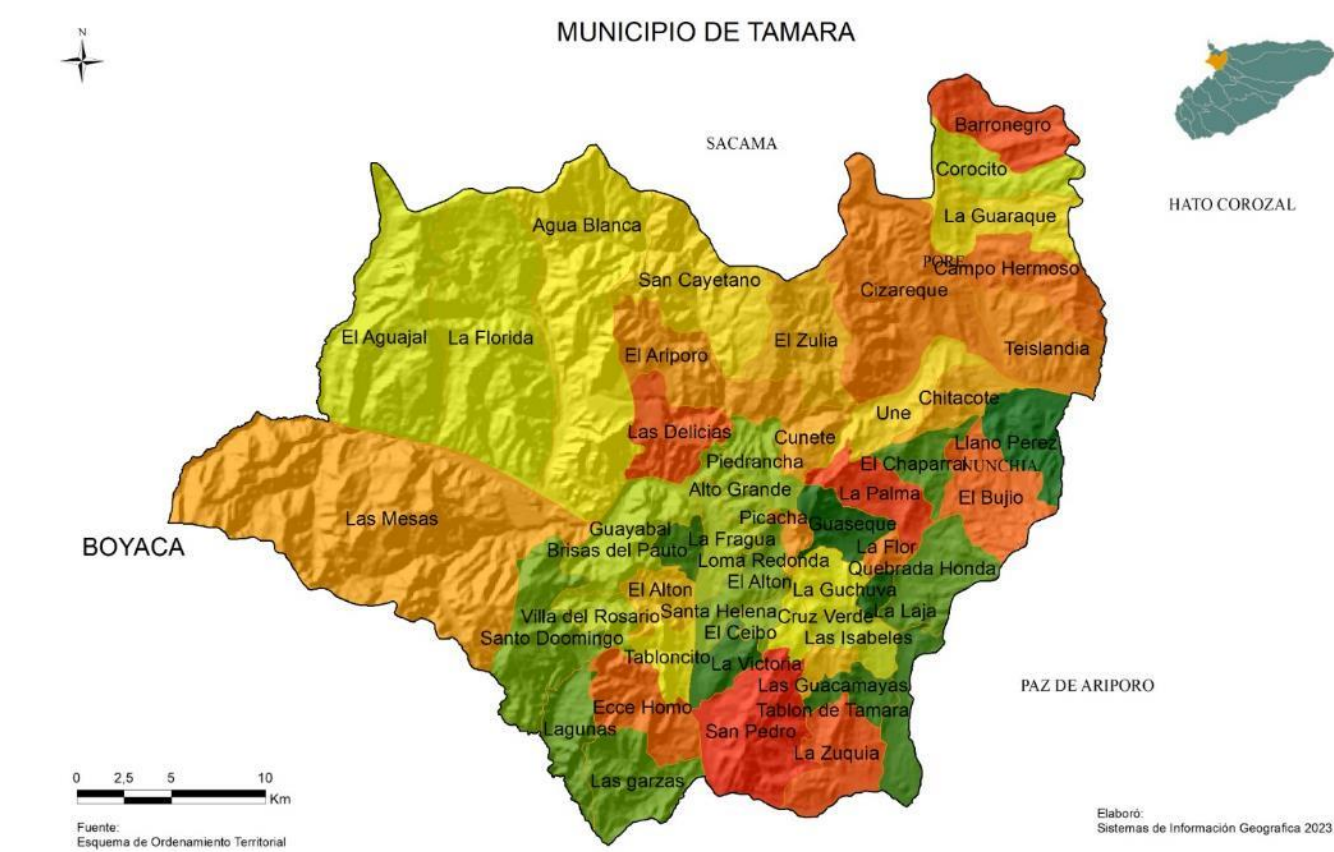 MUNICIPIO DE TAMARA
N
SACAMA
Barronegro
Corocito
HATO COROZAL
La Guaraque
Agua Blanca
PORE
Campo Hermoso
San Cayetano
Cizareque
El Aguajal
La Florida
El Zulia
Teislandia
El Ariporo
Chitacote
Une
Las Delicias
Cunete
Llano Perez
Piedrancha
El Chaparral
NUNCHIA
Alto Grande
La Palma
El Bujio
Las Mesas
Picacha
Guaseque
Guayabal
La Fragua
BOYACA
Brisas del Pauto
La Flor
Loma Redonda
Quebrada Honda
El Alton
El Alton
La Guchuva
Villa del Rosario
Santa Helena
Cruz Verde
La Laja
Santo Doomingo
El Ceibo
Las Isabeles
Tabloncito
La Victoria
Las Guacamayas
PAZ DE ARIPORO
Ecce Homo
Tablon de Tamara
Lagunas
San Pedro
La Zuquia
Las garzas
0 2,5 5 10
Km
Fuente:
Esquema de Ordenamiento Territorial
Elaboró:
Sistemas de Información Geografica 2023